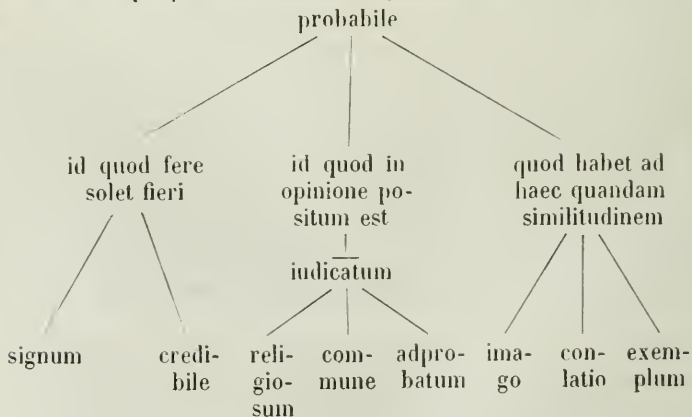 probabile
id quod fere
solet fieri
id quod in
opinione po-
situm est
quod habet ad
haec quandam
similitudinem
iudicatum
signum
credi-
bile
reli-
gio-
sum
com-
mune
adpro-
batum
ima-
go
con-
latio
exem-
plum